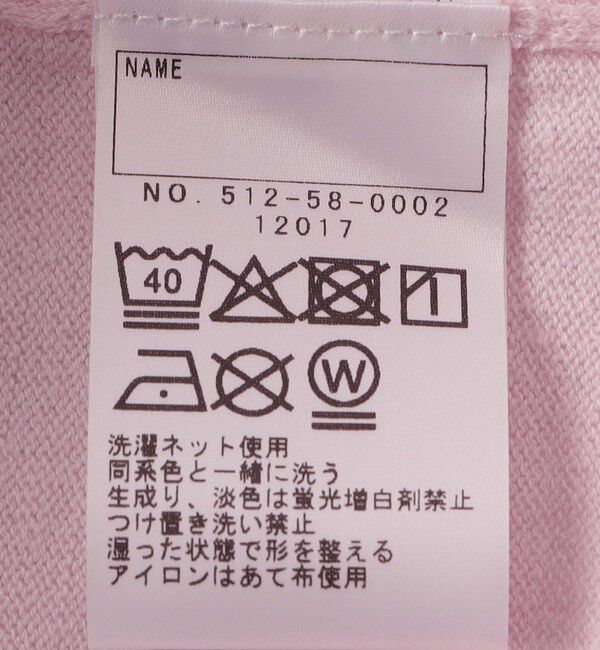 NAME
NO. 512-58-0002
12017
40
W
洗濯ネット使用
同系色と一緒に洗う
生成り、淡色は蛍光増白剤禁止
つけ置き洗い禁止
湿った状態で形を整える
アイロンはあて布使用